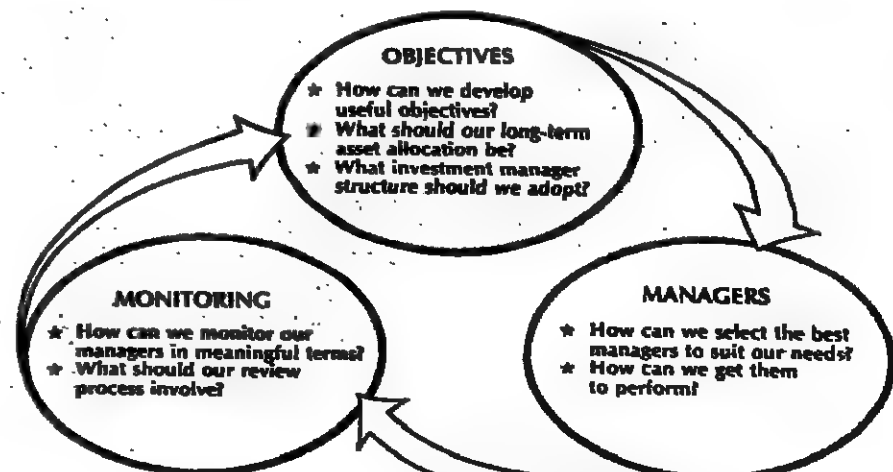 OBJECTIVES
★ How can we develop
useful objectives?
★ What should our long-term
asset allocation be?
★ What investment manager
structure should we adopt?
MONITORING
★ How can we monitor our
managers in meaningful terms?
★ What should our review
process involve?
MANAGERS
★ How can we select the best
managers to suit our needs?
★ How can we get them
to perform?